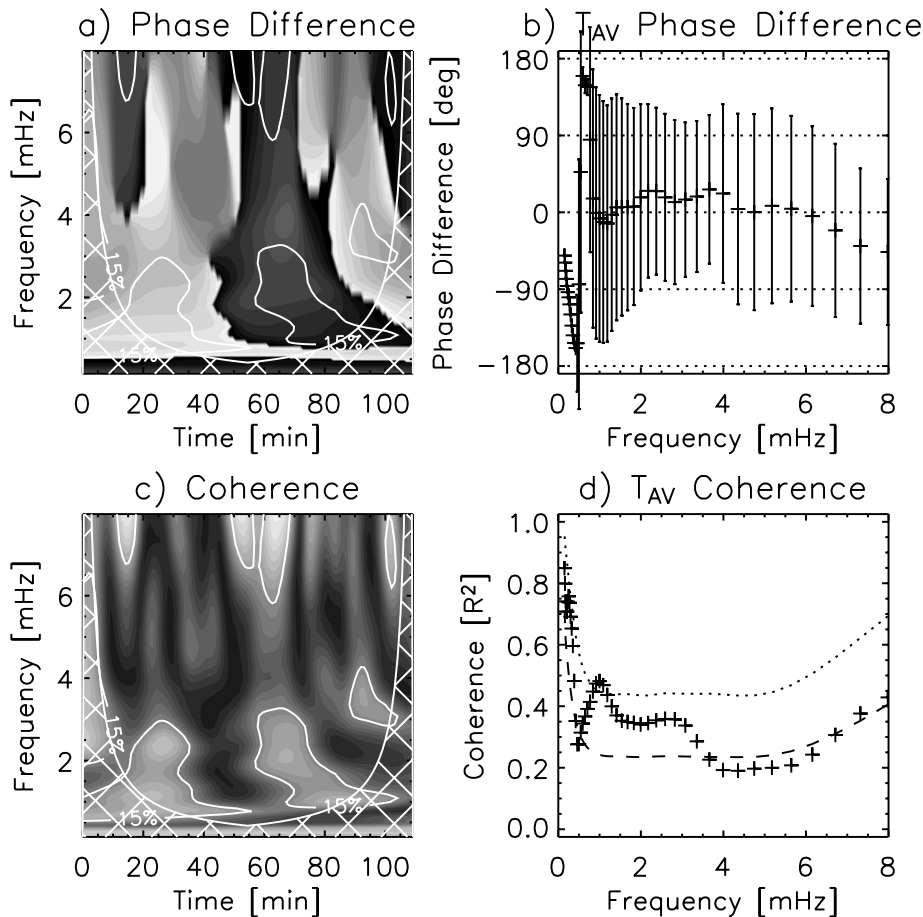 a) Phase Difference
b) TAV Phase Difference
Frequency [mHz]
6
4
2
15%
15%
15%
0 20 40 60 80 100
Time [min]
Phase Difference [deg]
180
90
0
−90
−180
0 2 4 6 8
Frequency [mHz]
c) Coherence
d) TAV Coherence
Frequency [mHz]
6
4
2
15%
15%
15%
0 20 40 60 80 100
Time [min]
Coherence [R²]
1.0
0.8
0.6
0.4
0.2
0.0
0 2 4 6 8
Frequency [mHz]